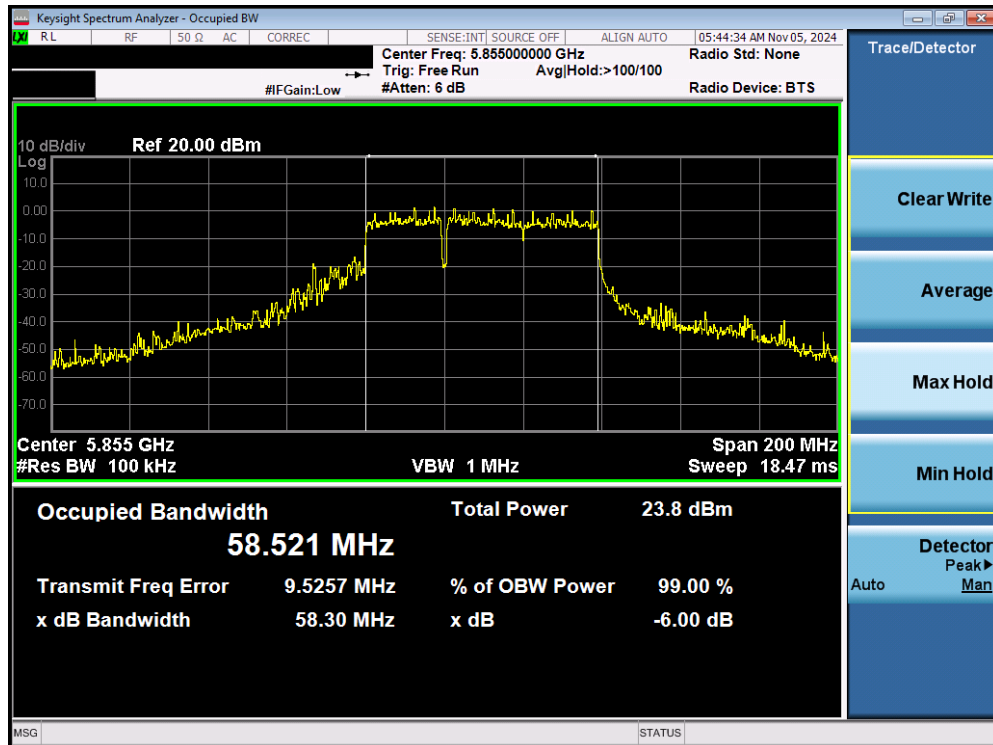 Keysight Spectrum Analyzer - Occupied BW
LXI RL RF 50 Ω AC CORREC SENSE:INT SOURCE OFF ALIGN AUTO 05:44:34 AM Nov 05, 2024
Center Freq: 5.855000000 GHz Radio Std: None
Trig: Free Run Avg|Hold:>100/100
#IFGain:Low #Atten: 6 dB Radio Device: BTS
10 dB/div Ref 20.00 dBm
Log
10.0
0.00
-10.0
-20.0
-30.0
-40.0
-50.0
-60.0
-70.0
Center 5.855 GHz Span 200 MHz
#Res BW 100 kHz VBW 1 MHz Sweep 18.47 ms
Occupied Bandwidth Total Power 23.8 dBm
58.521 MHz
Transmit Freq Error 9.5257 MHz % of OBW Power 99.00 %
x dB Bandwidth 58.30 MHz x dB -6.00 dB
MSG STATUS
Trace/Detector
Clear Write
Average
Max Hold
Min Hold
Detector
Peak▶
Auto Man